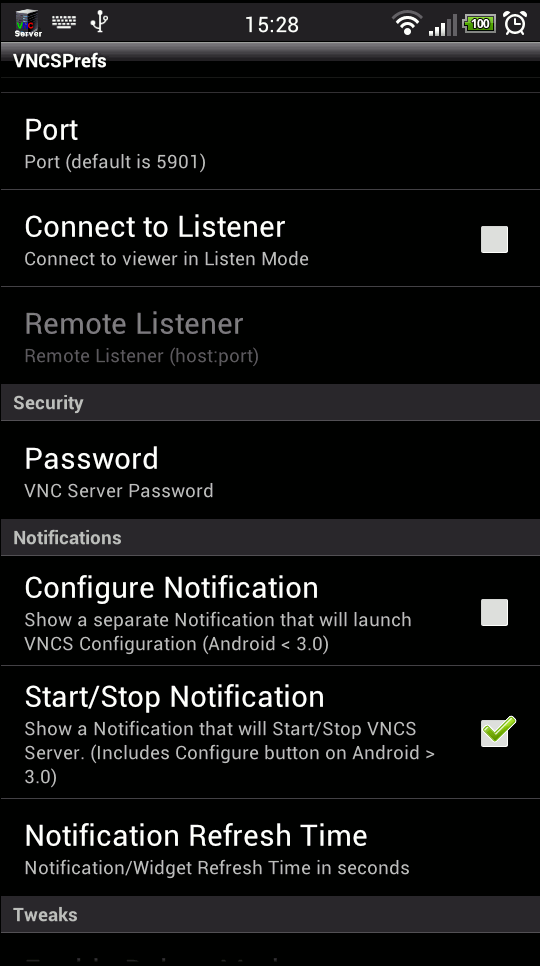 VNC
Server
15:28
100
VNCSPrefs
Port
Port (default is 5901)
Connect to Listener
Connect to viewer in Listen Mode
Remote Listener
Remote Listener (host:port)
Security
Password
VNC Server Password
Notifications
Configure Notification
Show a separate Notification that will launch
VNCS Configuration (Android < 3.0)
Start/Stop Notification
Show a Notification that will Start/Stop VNCS
Server. (Includes Configure button on Android >
3.0)
Notification Refresh Time
Notification/Widget Refresh Time in seconds
Tweaks